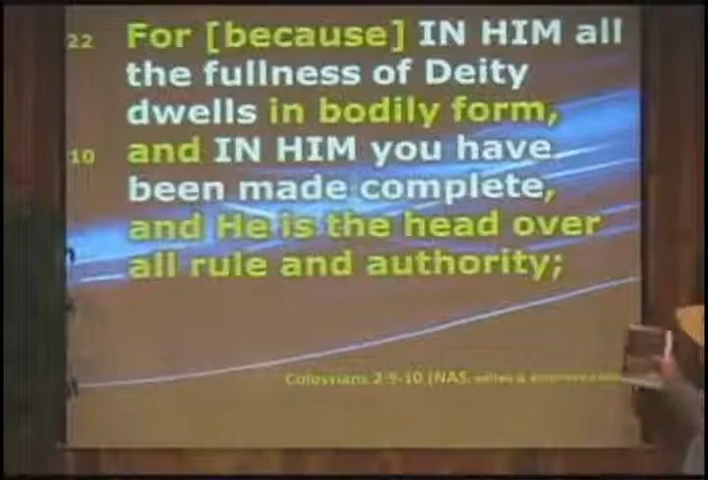 22 For [because] IN HIM all
the fullness of Deity
dwells in bodily form,
10 and IN HIM you have
been made complete,
and He is the head over
all rule and authority;
Colossians 2:9-10 (NAS,